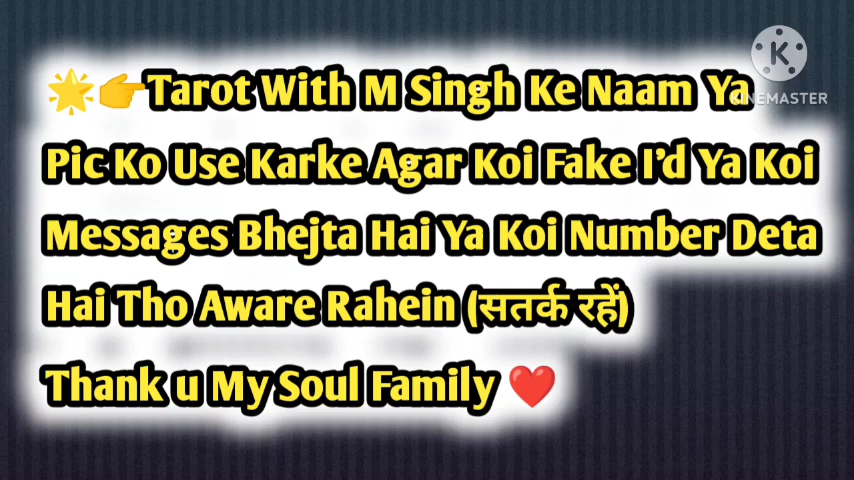 🌟👉Tarot With M Singh Ke Naam Ya
KINEMASTER
Pic Ko Use Karke Agar Koi Fake I'd Ya Koi
Messages Bhejta Hai Ya Koi Number Deta
Hai Tho Aware Rahein (सतर्क रहें)
Thank u My Soul Family ❤️